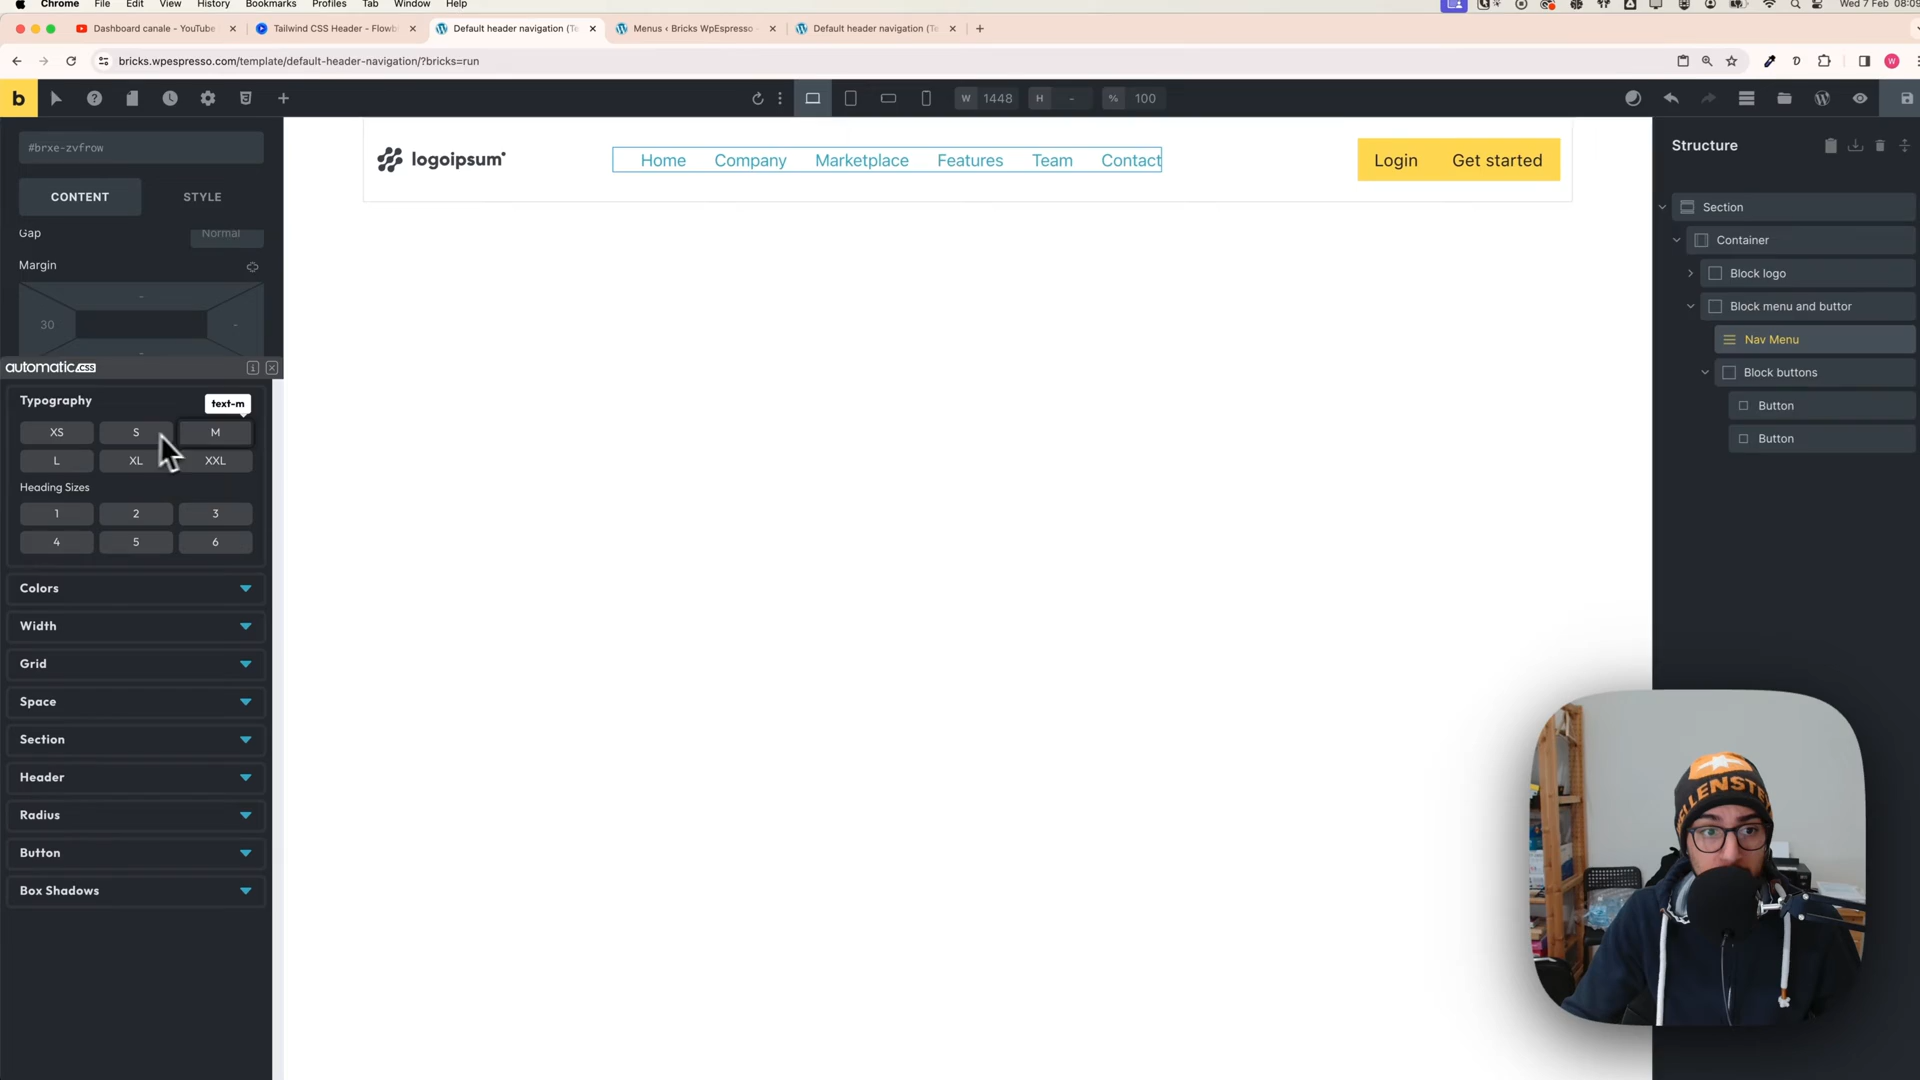 Chrome File Edit View History Bookmarks Profiles Tab Window Help Wed 7 Feb 08:09
Dashboard canale - YouTube
Tailwind CSS Header - Flowb
Default header navigation (Te
Menus ‹ Bricks WpEspresso
Default header navigation (Te
bricks.wpespresso.com/template/default-header-navigation/?bricks=run
b
W 1448 H - % 100
#brxe-zvfrow
CONTENT STYLE
Gap Normal
Margin
30
automatic.css
Typography
text-m
XS S M
L XL XXL
Heading Sizes
1 2 3
4 5 6
Colors
Width
Grid
Space
Section
Header
Radius
Button
Box Shadows
logoipsum
Home Company Marketplace Features Team Contact
Login Get started
Structure
Section
Container
Block logo
Block menu and buttor
Nav Menu
Block buttons
Button
Button